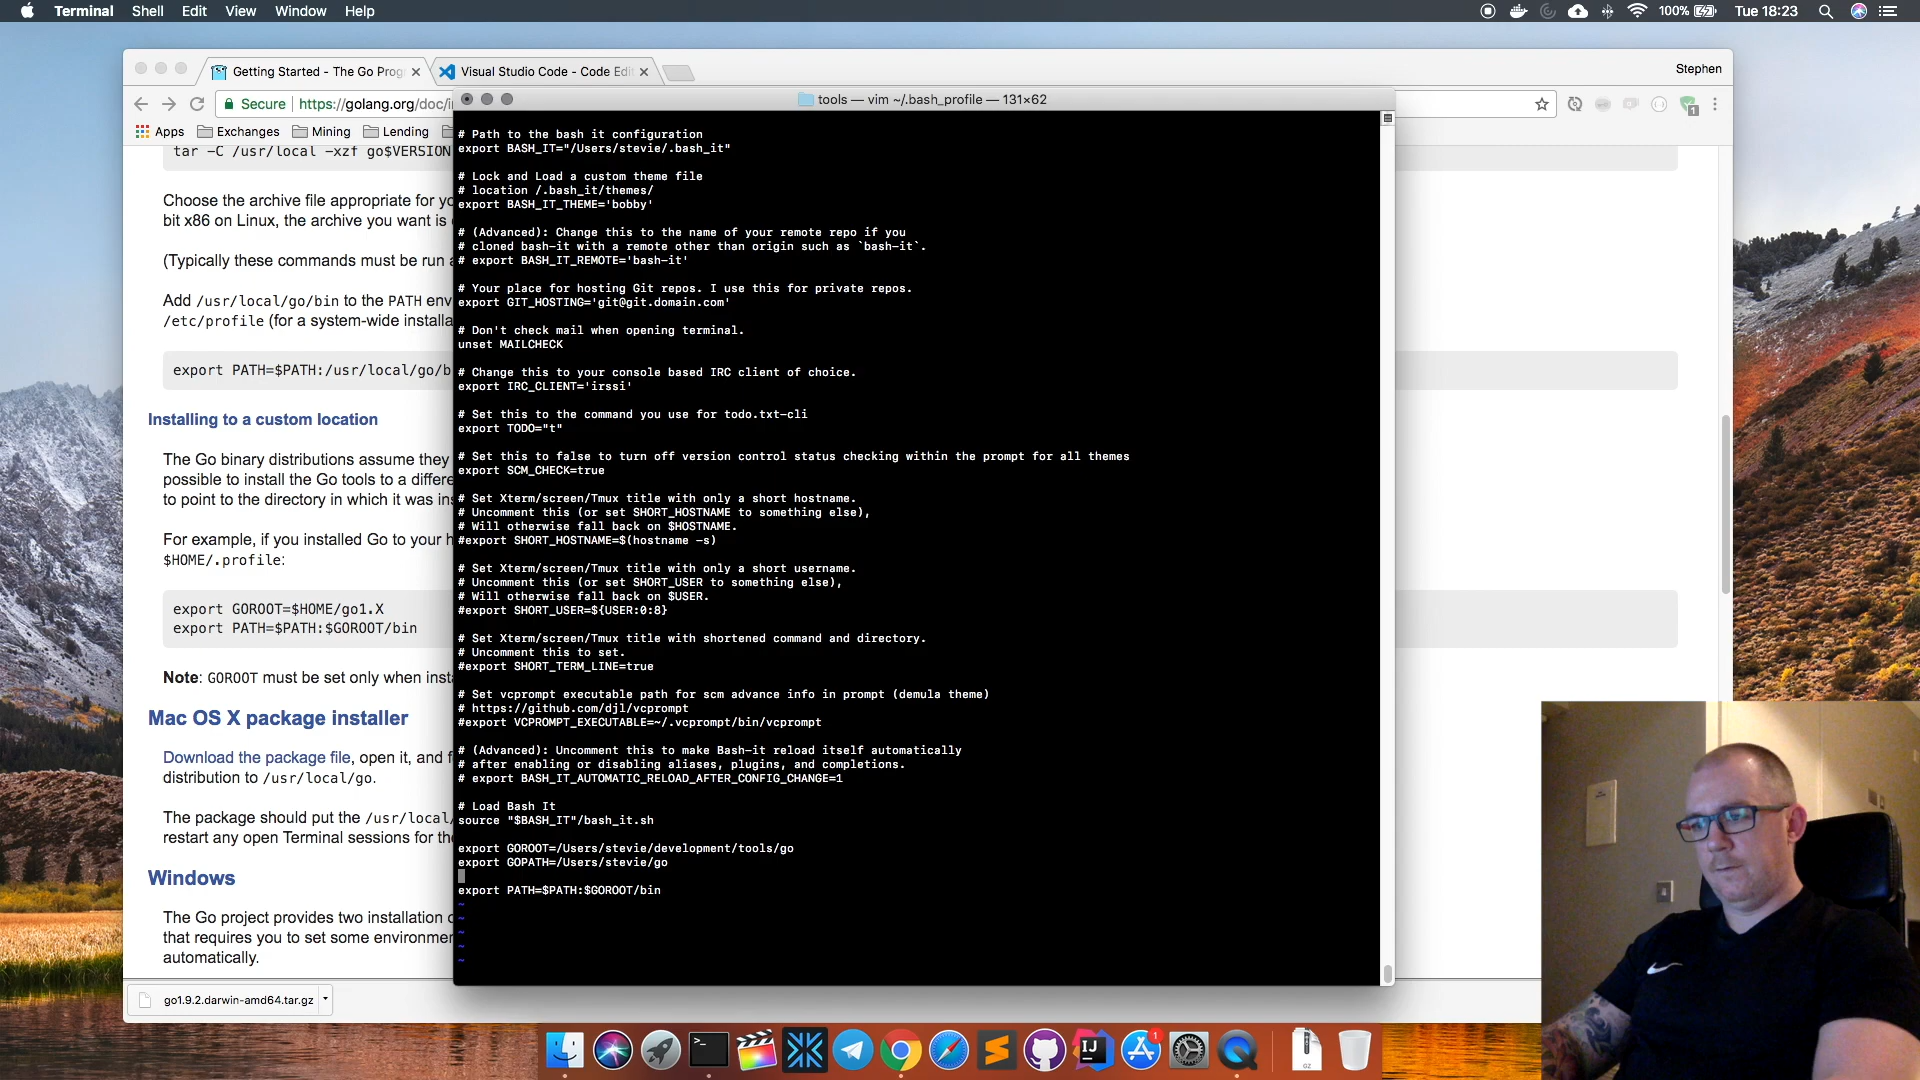 Terminal Shell Edit View Window Help
100% Tue 18:23
Getting Started - The Go Prog
Visual Studio Code - Code Edi
Stephen
Secure https://golang.org/doc/i
Apps Exchanges Mining Lending
tools — vim ~/.bash_profile — 131×62
tar -C /usr/local -xzf go$VERSION
Choose the archive file appropriate for yo
bit x86 on Linux, the archive you want is
(Typically these commands must be run a
Add /usr/local/go/bin to the PATH env
/etc/profile (for a system-wide installa
export PATH=$PATH:/usr/local/go/b
Installing to a custom location
The Go binary distributions assume they
possible to install the Go tools to a differe
to point to the directory in which it was ins
For example, if you installed Go to your h
$HOME/.profile:
export GOROOT=$HOME/go1.X
export PATH=$PATH:$GOROOT/bin
Note: GOROOT must be set only when insta
Mac OS X package installer
Download the package file, open it, and f
distribution to /usr/local/go.
The package should put the /usr/local/
restart any open Terminal sessions for the
Windows
The Go project provides two installation o
that requires you to set some environmen
automatically.
go1.9.2.darwin-amd64.tar.gz
# Path to the bash it configuration
export BASH_IT="/Users/stevie/.bash_it"
# Lock and Load a custom theme file
# location /.bash_it/themes/
export BASH_IT_THEME='bobby'
# (Advanced): Change this to the name of your remote repo if you
# cloned bash-it with a remote other than origin such as `bash-it`.
# export BASH_IT_REMOTE='bash-it'
# Your place for hosting Git repos. I use this for private repos.
export GIT_HOSTING='git@git.domain.com'
# Don't check mail when opening terminal.
unset MAILCHECK
# Change this to your console based IRC client of choice.
export IRC_CLIENT='irssi'
# Set this to the command you use for todo.txt-cli
export TODO="t"
# Set this to false to turn off version control status checking within the prompt for all themes
export SCM_CHECK=true
# Set Xterm/screen/Tmux title with only a short hostname.
# Uncomment this (or set SHORT_HOSTNAME to something else),
# Will otherwise fall back on $HOSTNAME.
#export SHORT_HOSTNAME=$(hostname -s)
# Set Xterm/screen/Tmux title with only a short username.
# Uncomment this (or set SHORT_USER to something else),
# Will otherwise fall back on $USER.
#export SHORT_USER=${USER:0:8}
# Set Xterm/screen/Tmux title with shortened command and directory.
# Uncomment this to set.
#export SHORT_TERM_LINE=true
# Set vcprompt executable path for scm advance info in prompt (demula theme)
# https://github.com/djl/vcprompt
#export VCPROMPT_EXECUTABLE=~/.vcprompt/bin/vcprompt
# (Advanced): Uncomment this to make Bash-it reload itself automatically
# after enabling or disabling aliases, plugins, and completions.
# export BASH_IT_AUTOMATIC_RELOAD_AFTER_CONFIG_CHANGE=1
# Load Bash It
source "$BASH_IT"/bash_it.sh
export GOROOT=/Users/stevie/development/tools/go
export GOPATH=/Users/stevie/go
export PATH=$PATH:$GOROOT/bin
~
~
~
~
~